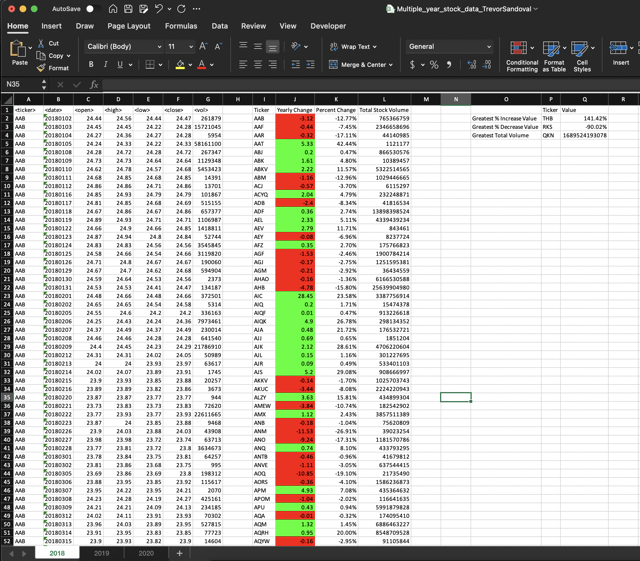 AutoSave Multiple_year_stock_data_TrevorSandoval
Home Insert Draw Page Layout Formulas Data Review View Developer
Paste Cut Copy Format Calibri (Body) 11 B I U Wrap Text Merge & Center General $ % Conditional Formatting Format as Table Cell Styles Insert
N35 fx
A B C D E F G H I J K L M N O P Q R
1 <ticker> <date> <open> <high> <low> <close> <vol> Ticker Yearly Change Percent Change Total Stock Volume Ticker Value
2 AAB 20180102 24.44 24.56 24.44 24.47 261879 AAB -3.12 -12.77% 765366759 Greatest % Increase Value THB 141.42%
3 AAB 20180103 24.45 24.45 22.22 24.28 15721045 AAF -0.44 -7.45% 2346658696 Greatest % Decrease Value RKS -90.02%
4 AAB 20180104 24.27 24.36 24.27 24.28 5954 AAR -0.32 -17.11% 44140985 Greatest Total Volume QKN 1689524193078
5 AAB 20180105 24.28 24.44 24.22 24.33 58161100 AAT 5.33 42.44% 1121177
6 AAB 20180108 24.27 24.28 24.22 24.28 267347 ABJ 0.2 0.47% 866530576
7 AAB 20180109 24.73 24.73 24.64 24.64 1129348 ABK 1.61 4.80% 10389457
8 AAB 20180110 24.62 24.78 24.57 24.68 5453423 ABKV 2.22 11.57% 5322514565
9 AAB 20180111 24.68 24.68 24.85 24.68 14391 ABM -1.16 -12.96% 1029446665
10 AAB 20180112 24.86 24.86 24.71 24.86 13701 ACJ -0.57 -3.70% 6115297
11 AAB 20180116 24.85 24.93 24.79 24.79 101867 ACYQ 2.04 4.79% 232248871
12 AAB 20180117 24.81 24.85 24.68 24.69 515155 ADB -2.4 -8.34% 41816534
13 AAB 20180118 24.67 24.86 24.67 24.86 657377 ADF 0.36 2.74% 13898398524
14 AAB 20180119 24.89 24.93 24.71 24.71 1106987 AEL 2.33 5.11% 4339439234
15 AAB 20180122 24.66 24.9 24.66 24.85 1418811 AEV 2.79 11.71% 843461
16 AAB 20180123 24.87 24.94 24.8 24.84 52744 AEY -0.08 -6.96% 8237724
17 AAB 20180124 24.83 24.83 24.56 24.56 3545845 AFZ 0.35 2.70% 175766823
18 AAB 20180125 24.58 24.66 24.54 24.66 3119820 AGF -1.53 -2.46% 1900784214
19 AAB 20180126 24.71 24.8 24.67 24.67 190060 AGJ -0.17 -2.75% 1251595381
20 AAB 20180129 24.67 24.7 24.62 24.68 594904 AGM -0.21 -2.92% 36434559
21 AAB 20180130 24.59 24.64 24.53 24.56 2373 AHAO -0.16 -1.36% 6166530588
22 AAB 20180131 24.53 24.53 24.41 24.47 134187 AHB -4.78 -15.80% 25639904980
23 AAB 20180201 24.48 24.66 24.48 24.66 372501 AIC 28.45 23.58% 3387756914
24 AAB 20180202 24.65 24.65 24.58 24.58 5314 AIQ 0.2 1.71% 15474378
25 AAB 20180205 24.55 24.6 24.2 24.2 336163 AIQF 0.01 0.47% 913226618
26 AAB 20180206 24.25 24.43 24.24 24.36 7973461 AIQK 4.9 26.78% 298134352
27 AAB 20180207 24.37 24.49 24.37 24.49 230014 AJA 0.48 21.72% 176532721
28 AAB 20180208 24.46 24.46 24.28 24.28 641540 AJJ 0.69 0.65% 1851204
29 AAB 20180209 24.4 24.45 24.23 24.29 21786910 AJK 2.12 28.61% 4706220604
30 AAB 20180212 24.31 24.31 24.02 24.05 50989 AJL 0.15 1.16% 301227695
31 AAB 20180213 24 24 23.93 23.97 63617 AJR 0.09 0.49% 533401103
32 AAB 20180214 24.02 24.07 23.89 23.91 1745 AJS 5.2 29.08% 908666997
33 AAB 20180215 23.9 23.93 23.85 23.88 20257 AKKV -0.14 -1.70% 1025703743
34 AAB 20180216 23.89 23.89 23.82 23.86 3673 AKUC -3.44 -8.08% 2224220943
35 AAB 20180220 23.87 23.87 23.77 23.77 944 ALZY 3.63 15.81% 434899304
36 AAB 20180221 23.73 23.83 23.73 23.83 72620 AMEW -3.84 -10.74% 182542902
37 AAB 20180222 23.77 23.93 23.77 23.93 22611665 AMX 1.12 2.43% 3857511389
38 AAB 20180223 23.87 24 23.85 23.88 9468 ANB -0.18 -1.04% 75620809
39 AAB 20180226 23.9 24.03 23.88 24.03 43908 ANM -11.53 -26.91% 39023254
40 AAB 20180227 23.98 23.98 23.72 23.74 63713 ANO -9.24 -17.31% 3181570786
41 AAB 20180228 23.77 23.81 23.72 23.8 3634673 ANQ 0.74 8.10% 433793295
42 AAB 20180301 23.75 23.84 23.75 23.81 64257 ANTB -0.46 -0.96% 41679812
43 AAB 20180302 23.81 23.86 23.68 23.75 995 ANVE -1.11 -3.05% 637544415
44 AAB 20180305 23.69 23.86 23.69 23.8 198312 AOQ -10.85 -19.10% 21735490
45 AAB 20180306 23.88 23.95 23.85 23.92 115617 AORS -0.36 -4.10% 1586236873
46 AAB 20180307 23.95 24.22 23.95 24.21 2070 APM 4.93 7.08% 435364632
47 AAB 20180308 24.23 24.28 24.19 24.27 425161 APOM -1.04 -2.02% 116641635
48 AAB 20180309 24.21 24.21 24.09 24.13 234185 APU 0.43 0.94% 5991879828
49 AAB 20180312 24.02 24.11 23.91 23.93 70302 AQA -0.01 -0.32% 174095410
50 AAB 20180313 23.96 24.03 23.89 23.95 527815 AQM 1.32 1.45% 6886463227
51 AAB 20180314 23.91 23.95 23.83 23.85 77723 AQRH 0.95 20.00% 8548709528
52 AAB 20180315 23.9 23.93 23.82 23.9 14604 AQYW -0.16 -2.95% 91105844
2018 2019 2020 +